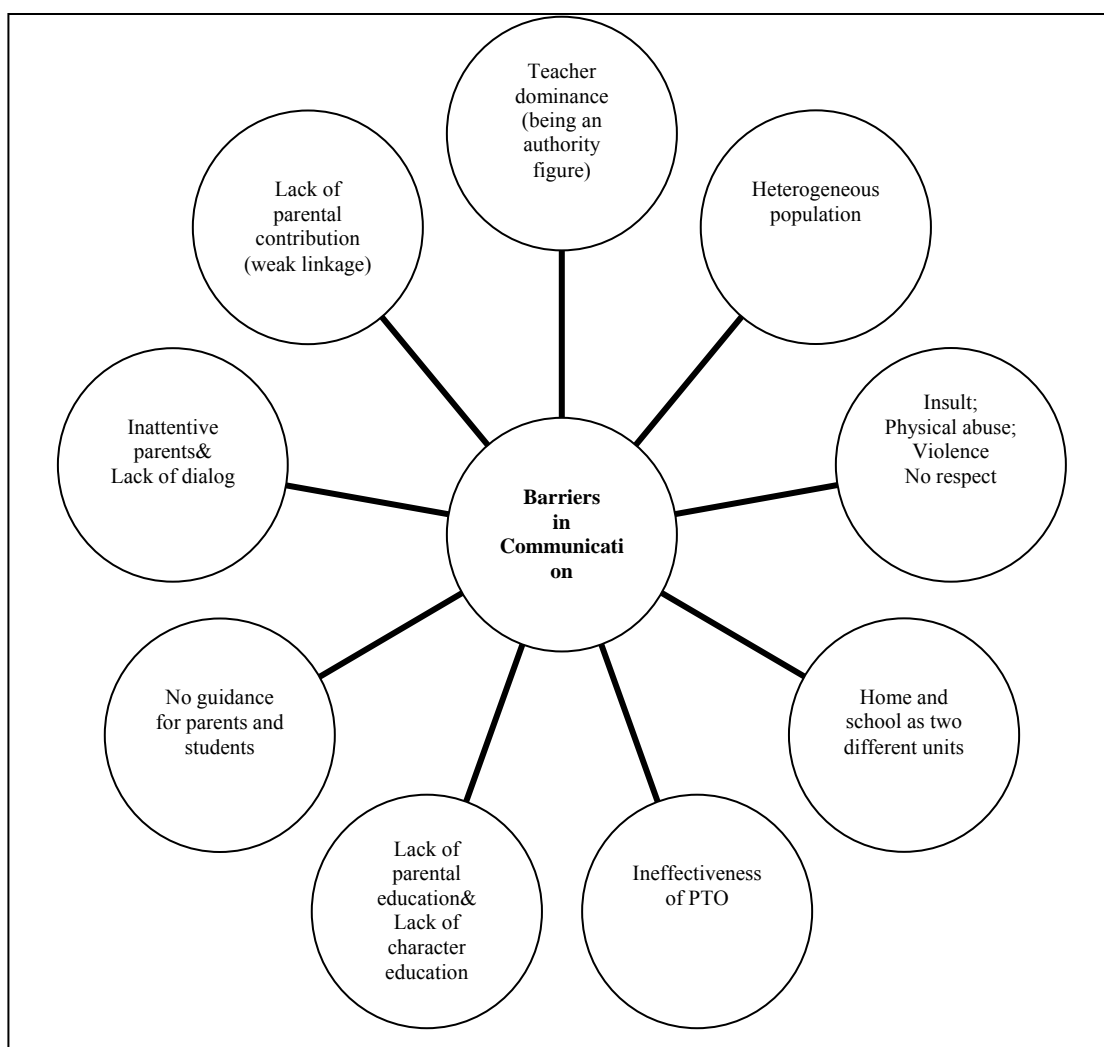 Teacher
dominance
(being an
authority
figure)
Heterogeneous
population
Insult;
Physical abuse;
Violence
No respect
Home and
school as two
different units
Ineffectiveness
of PTO
Lack of
parental
education&
Lack of
character
education
No guidance
for parents and
students
Inattentive
parents&
Lack of dialog
Lack of
parental
contribution
(weak linkage)
Barriers
in
Communicati
on